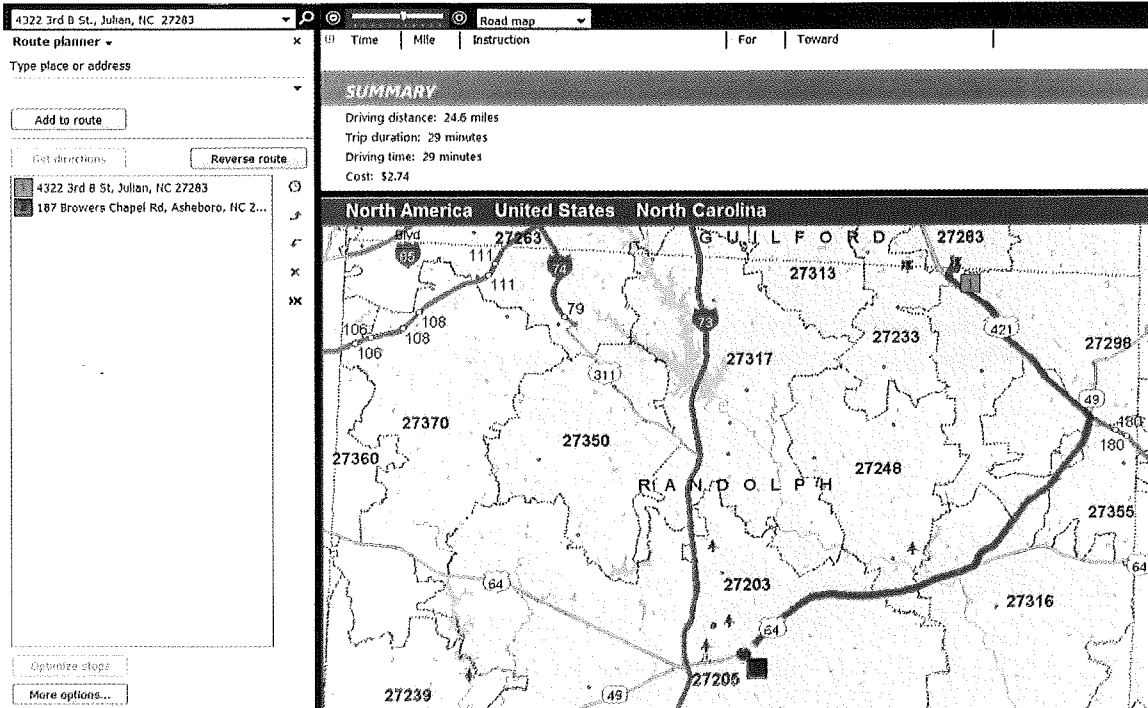 4322 3rd B St., Julian, NC 27283
Road map
Route planner
Time Mile Instruction For Toward
Type place or address
SUMMARY
Add to route
Driving distance: 24.6 miles
Trip duration: 29 minutes
Driving time: 29 minutes
Cost: $2.74
Get directions
Reverse route
1 4322 3rd B St, Julian, NC 27283
187 Browers Chapel Rd, Asheboro, NC 2...
North America United States North Carolina
Blvd
85
27263
111
111
74
GUILFORD
27283
27313
1
79
106
106
108
108
73
421
27233
27298
27317
311
49
27370
27350
180
180
27360
27248
RANDOLPH
27355
64
27203
64
27316
64
27205
27239
49
Optimize stops
More options...